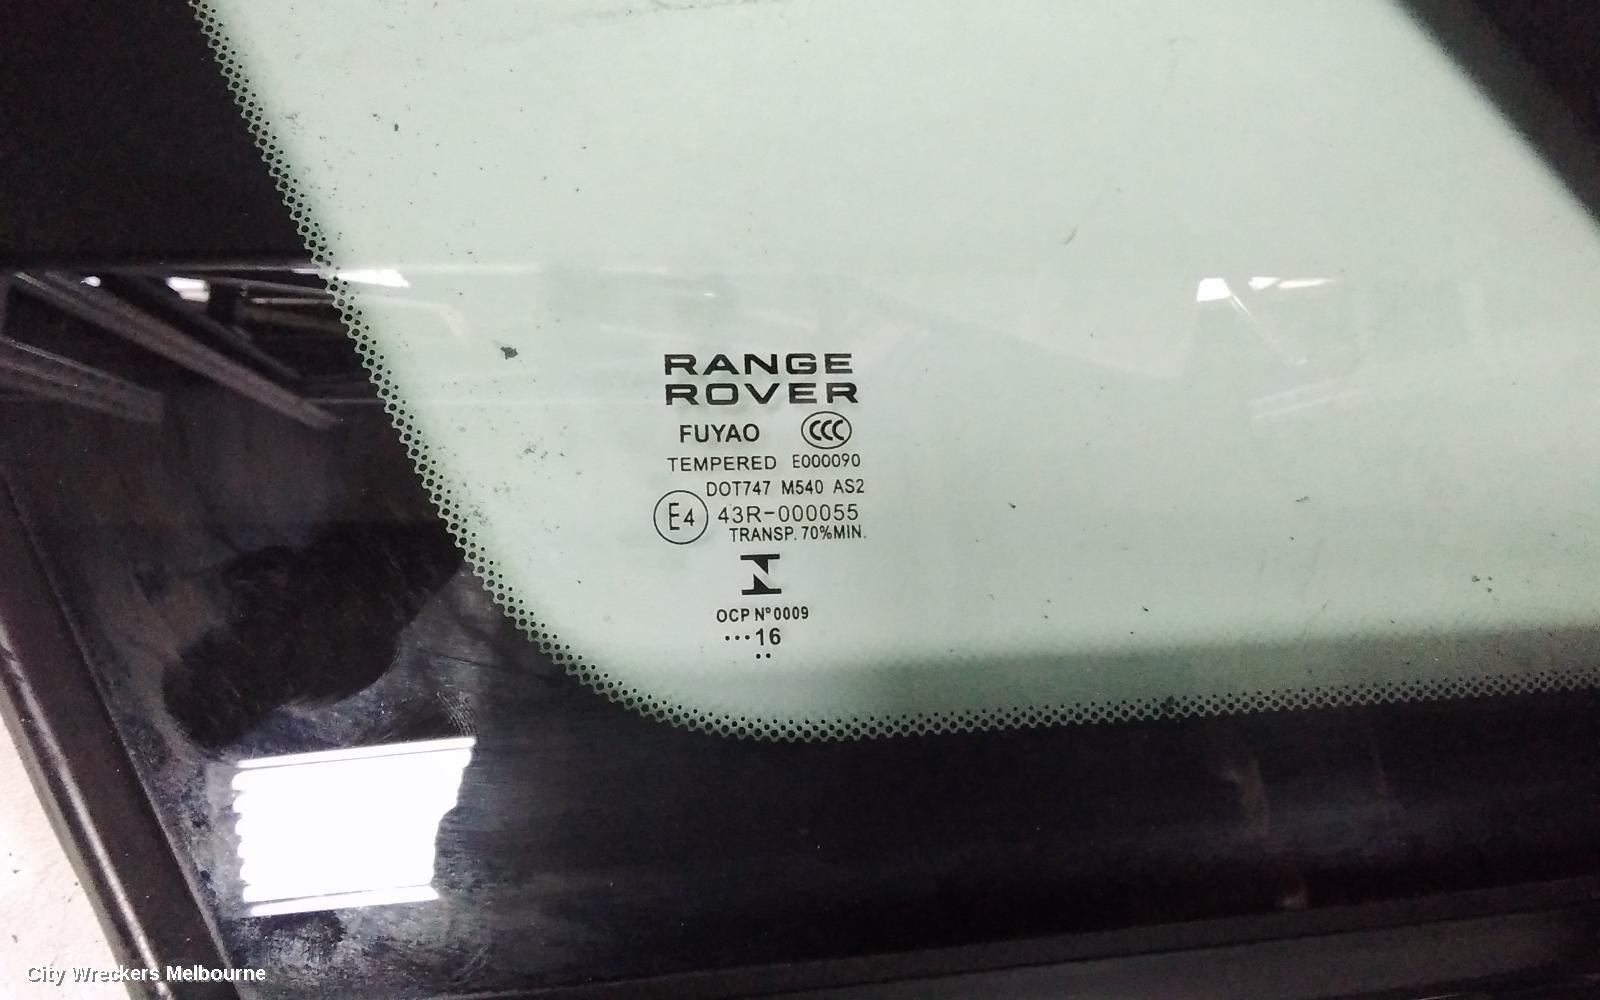 RANGE
ROVER
FUYAO CCC
TEMPERED E000090
DOT747 M540 AS2
E4 43R-000055
TRANSP. 70%MIN.
OCP Nº0009
...16
..
City Wreckers Melbourne